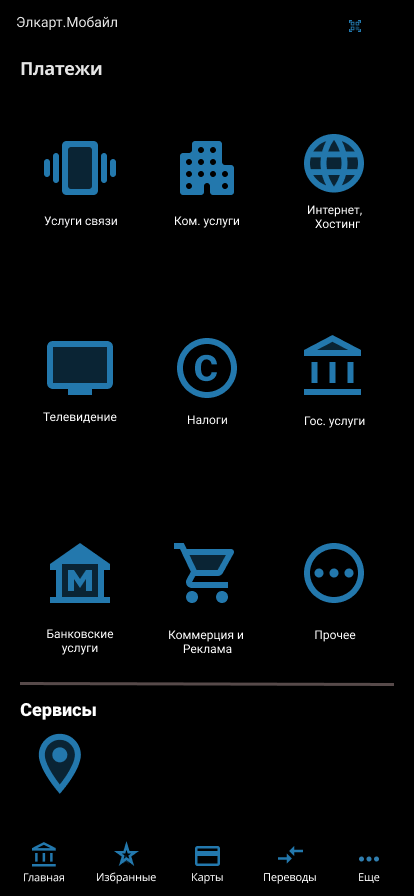 Элкарт.Мобайл
Платежи
Услуги связи
Ком. услуги
Интернет,
Хостинг
Телевидение
C
Налоги
Гос. услуги
M
Банковские
услуги
Коммерция и
Реклама
Прочее
Сервисы
Главная
Избранные
Карты
Переводы
Еще